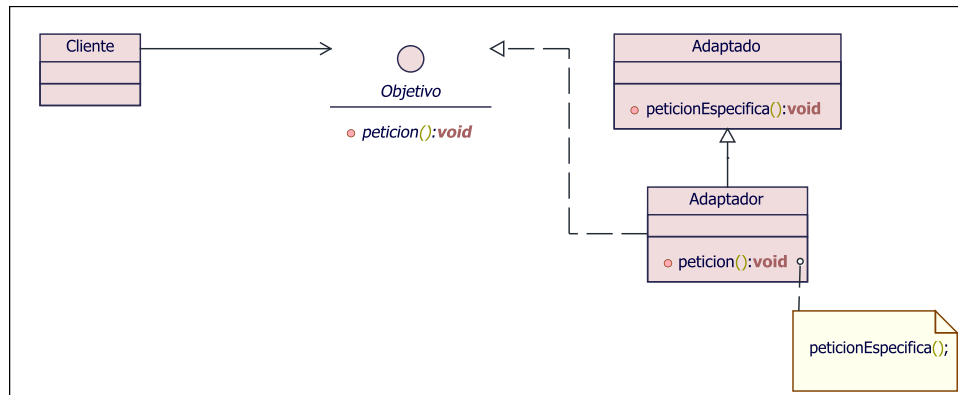 Cliente
Objetivo
peticion():void
Adaptado
peticionEspecifica():void
Adaptador
peticion():void
peticionEspecifica();